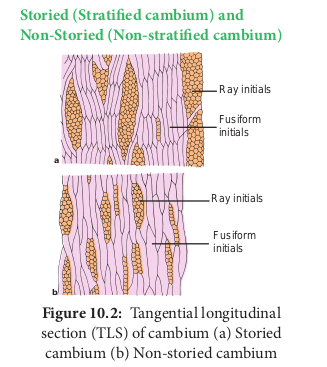 Storied (Stratified cambium) and
Non-Storied (Non-stratified cambium)
Ray initials
Fusiform
initials
a
Ray initials
Fusiform
initials
b
Figure 10.2: Tangential longitudinal
section (TLS) of cambium (a) Storied
cambium (b) Non-storied cambium